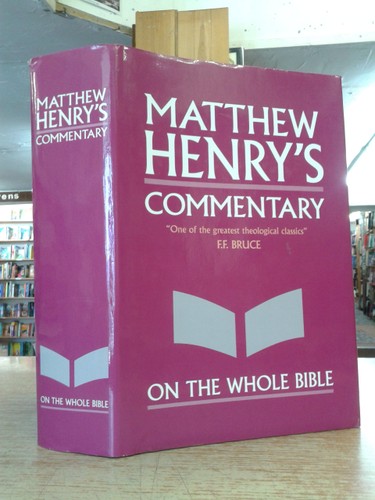 MATTHEW
HENRY'S
COMMENTARY
ON THE WHOLE BIBLE
MATTHEW
HENRY'S
COMMENTARY
"One of the greatest theological classics"
F.F. BRUCE
ON THE WHOLE BIBLE